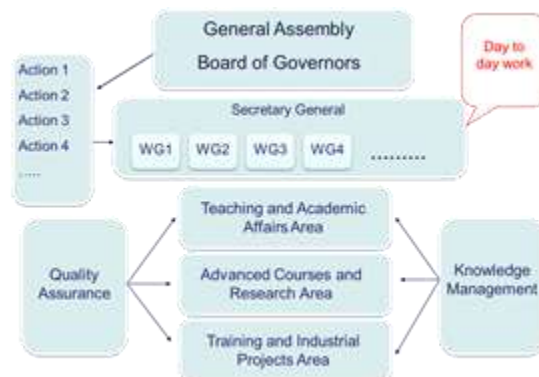 General Assembly
Board of Governors
Day to
day work
Action 1
Action 2
Action 3
Action 4
.....
Secretary General
WG1 WG2 WG3 WG4 .........
Quality
Assurance
Teaching and Academic
Affairs Area
Advanced Courses and
Research Area
Training and Industrial
Projects Area
Knowledge
Management